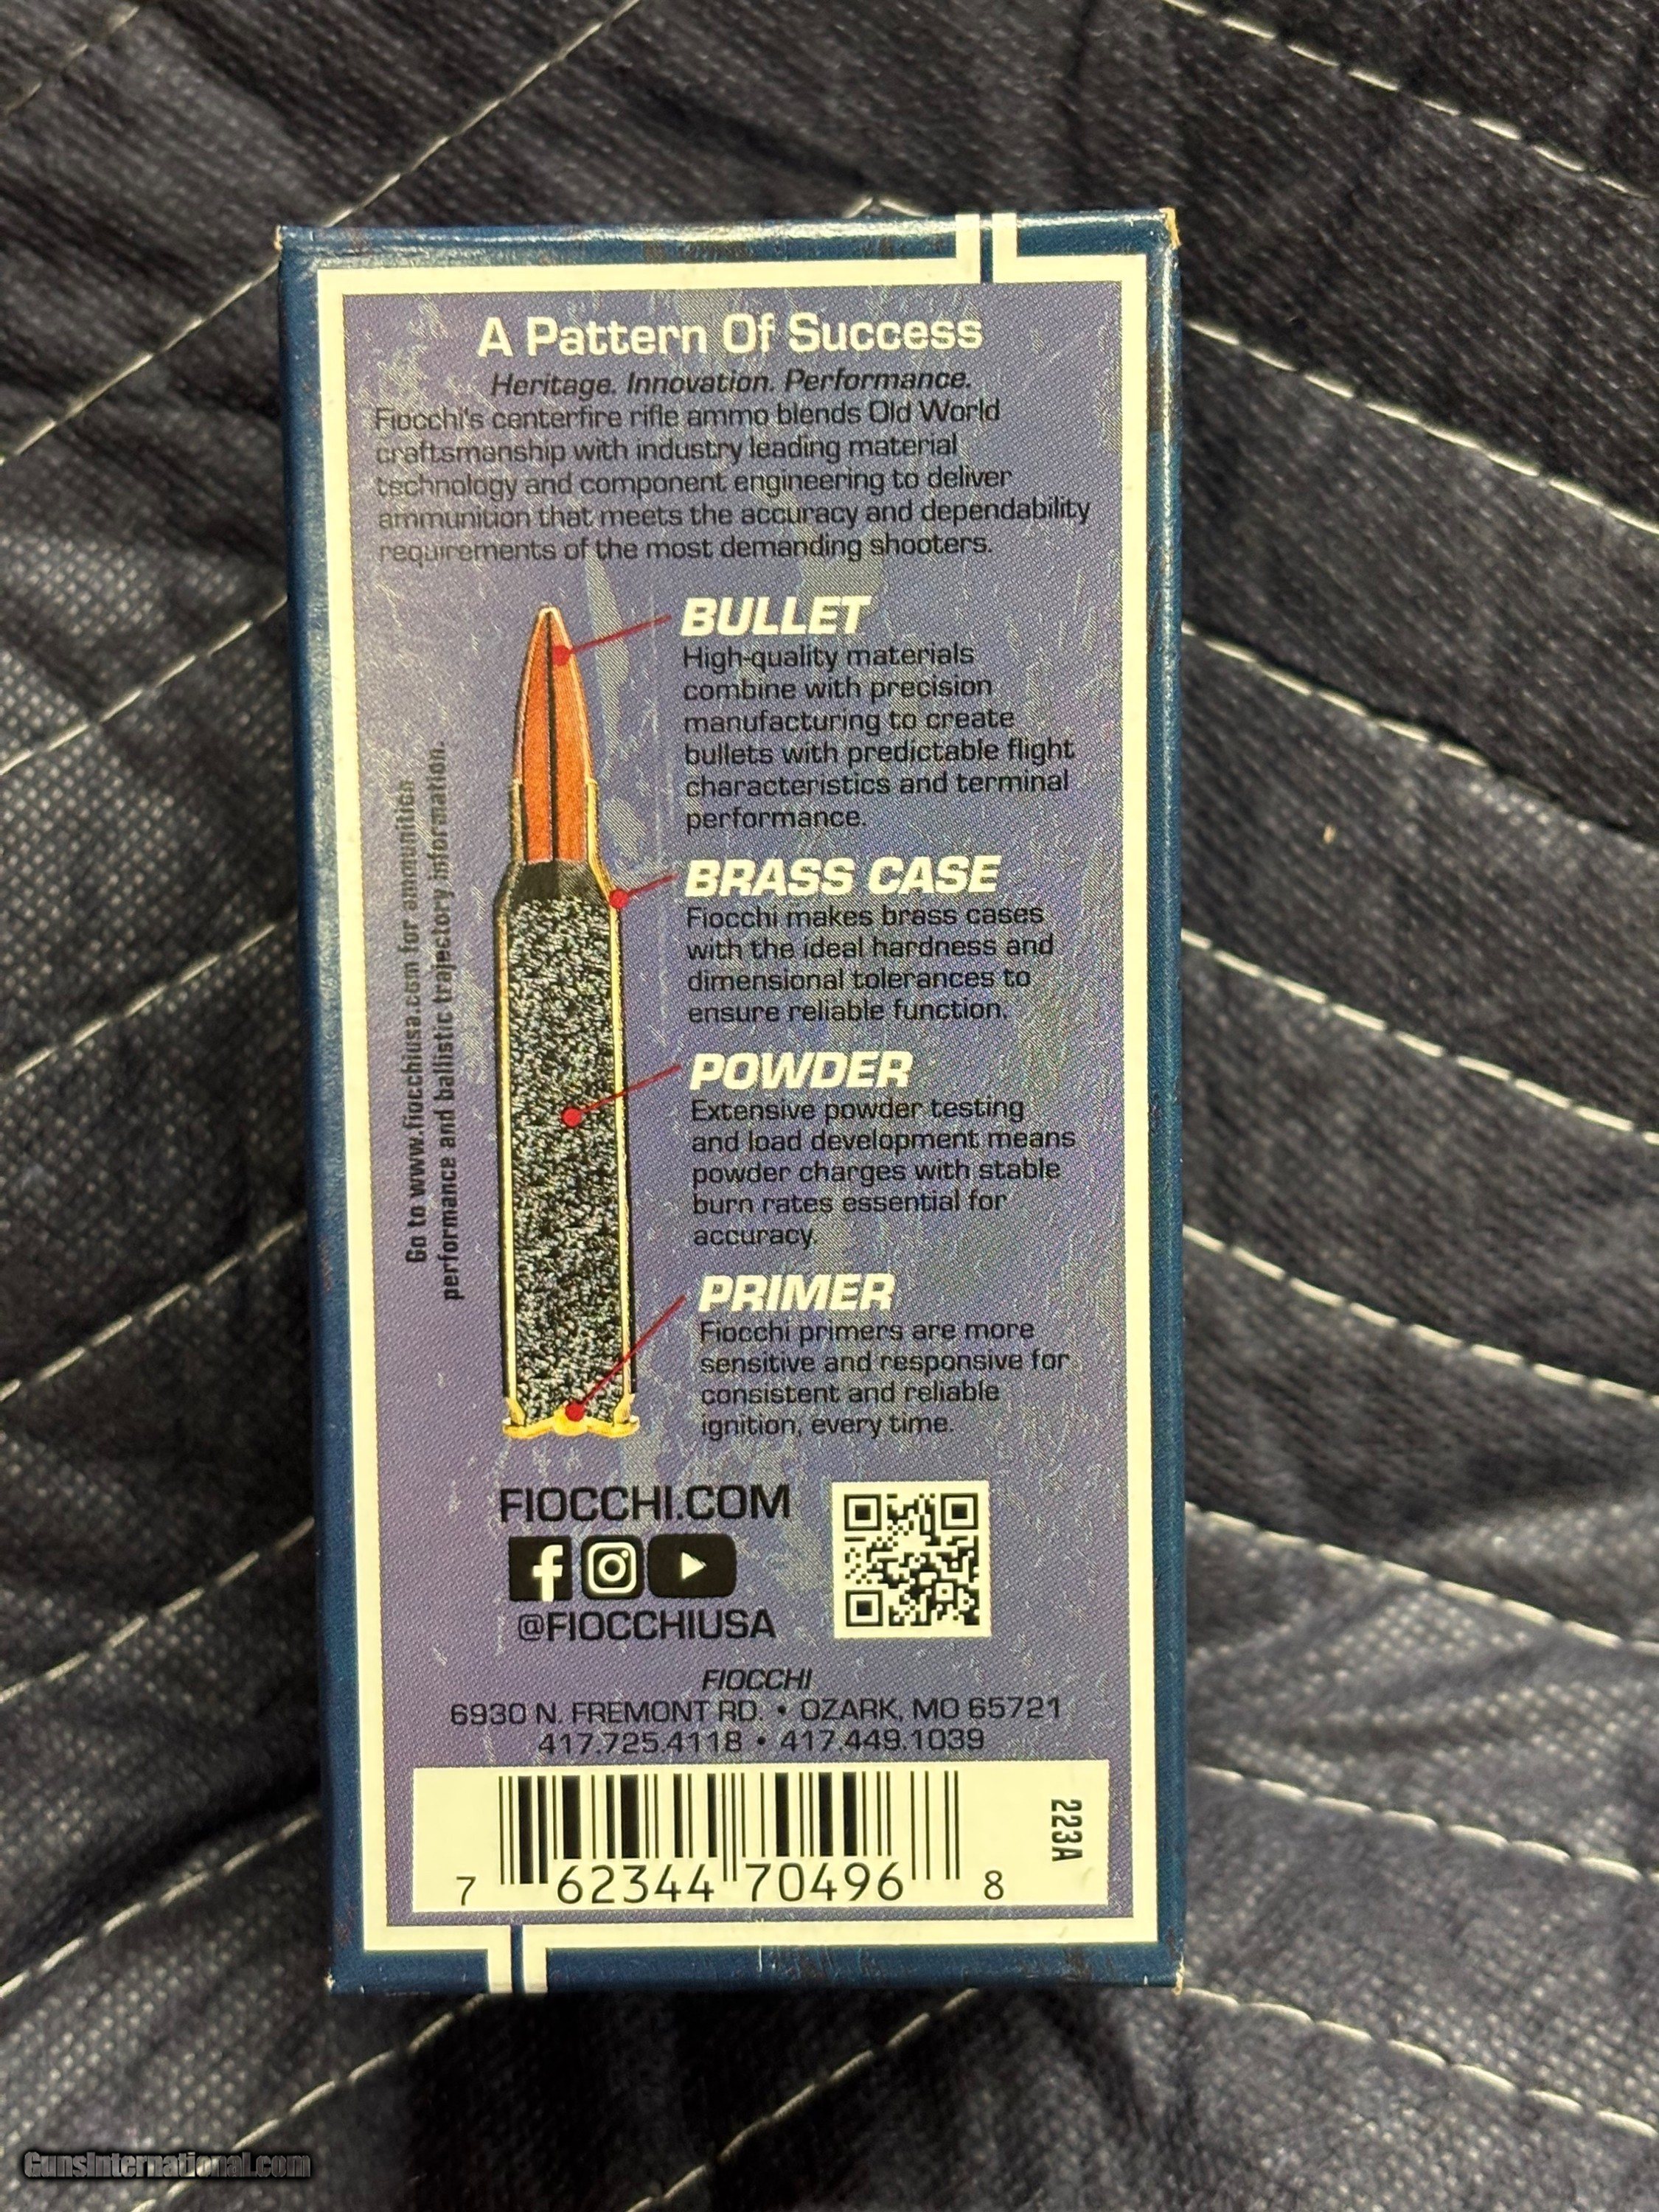 A Pattern Of Success
Heritage. Innovation. Performance.
Fiocchi's centerfire rifle ammo blends Old World
craftsmanship with industry leading material
technology and component engineering to deliver
ammunition that meets the accuracy and dependability
requirements of the most demanding shooters.
BULLET
High-quality materials
combine with precision
manufacturing to create
bullets with predictable flight
characteristics and terminal
performance.
BRASS CASE
Fiocchi makes brass cases
with the ideal hardness and
dimensional tolerances to
ensure reliable function.
POWDER
Extensive powder testing
and load development means
powder charges with stable
burn rates essential for
accuracy.
PRIMER
Fiocchi primers are more
sensitive and responsive for
consistent and reliable
ignition, every time.
Go to www.fiocchiusa.com for ammunition
performance and ballistic trajectory information.
FIOCCHI.COM
@FIOCCHIUSA
FIOCCHI
6930 N. FREMONT RD. • OZARK, MO 65721
417.725.4118 • 417.449.1039
7 62344 70496 8
223A
GunsInternational.com